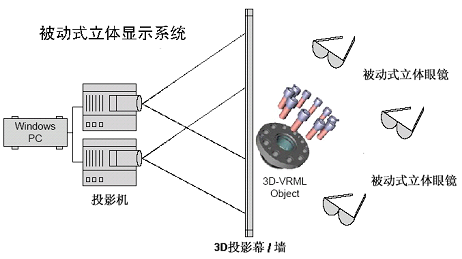 被动式立体显示系统
被动式立体眼镜
Windows
PC
投影机
3D-VRML
Object
被动式立体眼镜
3D投影幕 / 墙